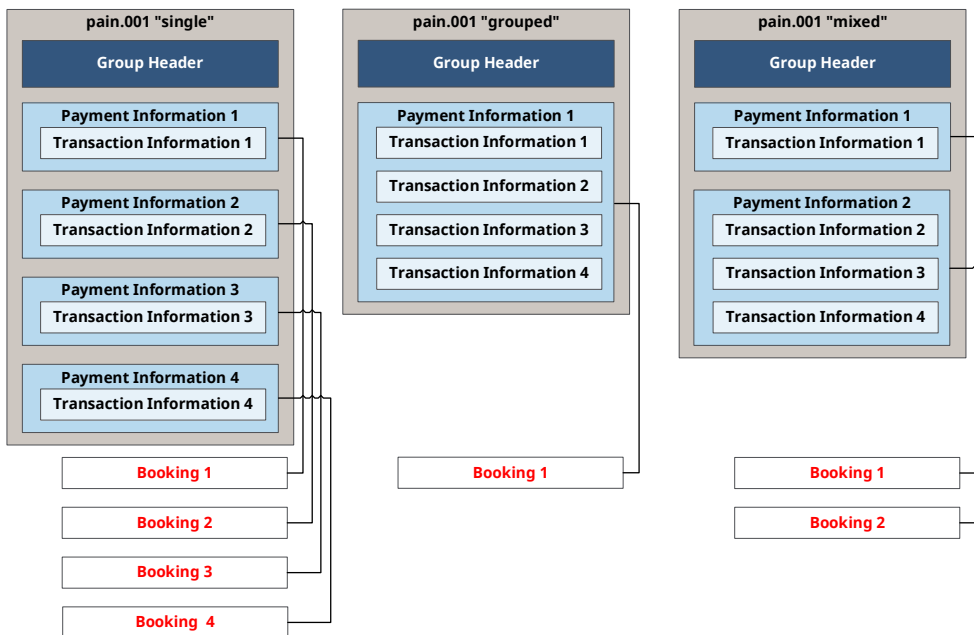 pain.001 "single"
Group Header
Payment Information 1
Transaction Information 1
Payment Information 2
Transaction Information 2
Payment Information 3
Transaction Information 3
Payment Information 4
Transaction Information 4
Booking 1
Booking 2
Booking 3
Booking 4
pain.001 "grouped"
Group Header
Payment Information 1
Transaction Information 1
Transaction Information 2
Transaction Information 3
Transaction Information 4
Booking 1
pain.001 "mixed"
Group Header
Payment Information 1
Transaction Information 1
Payment Information 2
Transaction Information 2
Transaction Information 3
Transaction Information 4
Booking 1
Booking 2